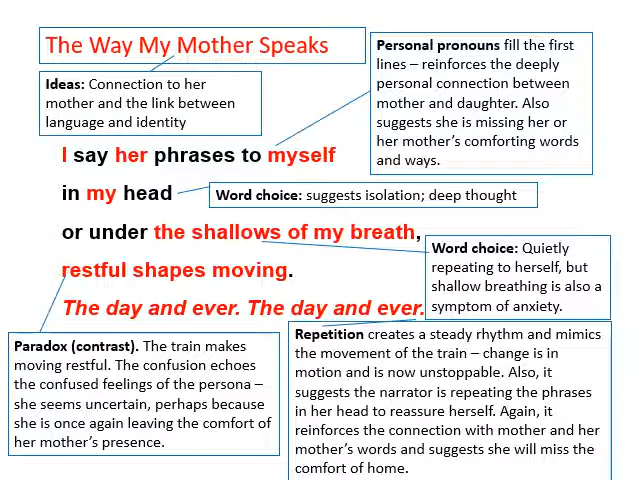 The Way My Mother Speaks
Personal pronouns fill the first
lines – reinforces the deeply
personal connection between
mother and daughter. Also
suggests she is missing her or
her mother's comforting words
and ways.
Ideas: Connection to her
mother and the link between
language and identity
I say her phrases to myself
in my head
Word choice: suggests isolation; deep thought
or under the shallows of my breath,
restful shapes moving.
The day and ever. The day and ever.
Word choice: Quietly
repeating to herself, but
shallow breathing is also a
symptom of anxiety.
Paradox (contrast). The train makes
moving restful. The confusion echoes
the confused feelings of the persona –
she seems uncertain, perhaps because
she is once again leaving the comfort of
her mother's presence.
Repetition creates a steady rhythm and mimics
the movement of the train – change is in
motion and is now unstoppable. Also, it
suggests the narrator is repeating the phrases
in her head to reassure herself. Again, it
reinforces the connection with mother and her
mother's words and suggests she will miss the
comfort of home.